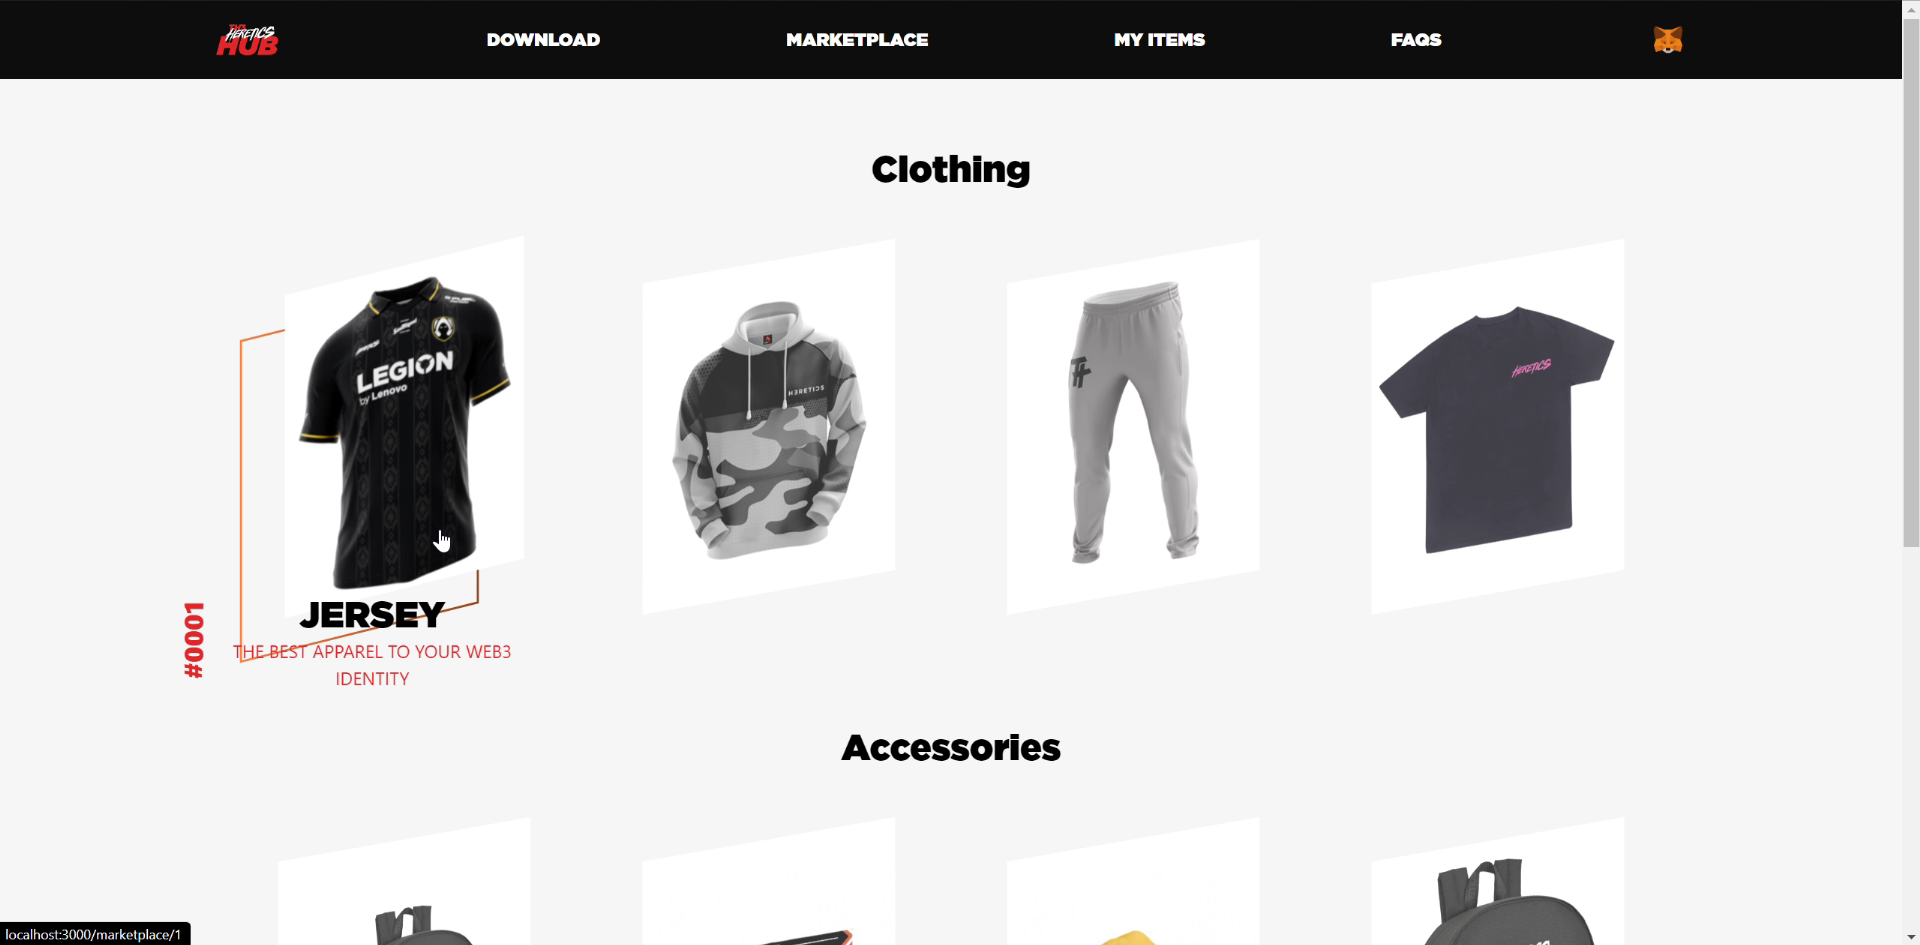 THE
HERETICS
HUB
DOWNLOAD
MARKETPLACE
MY ITEMS
FAQS
Clothing
LEGION
by Lenovo
HERETICS
HERETICS
#0001
JERSEY
THE BEST APPAREL TO YOUR WEB3
IDENTITY
Accessories
localhost:3000/marketplace/1